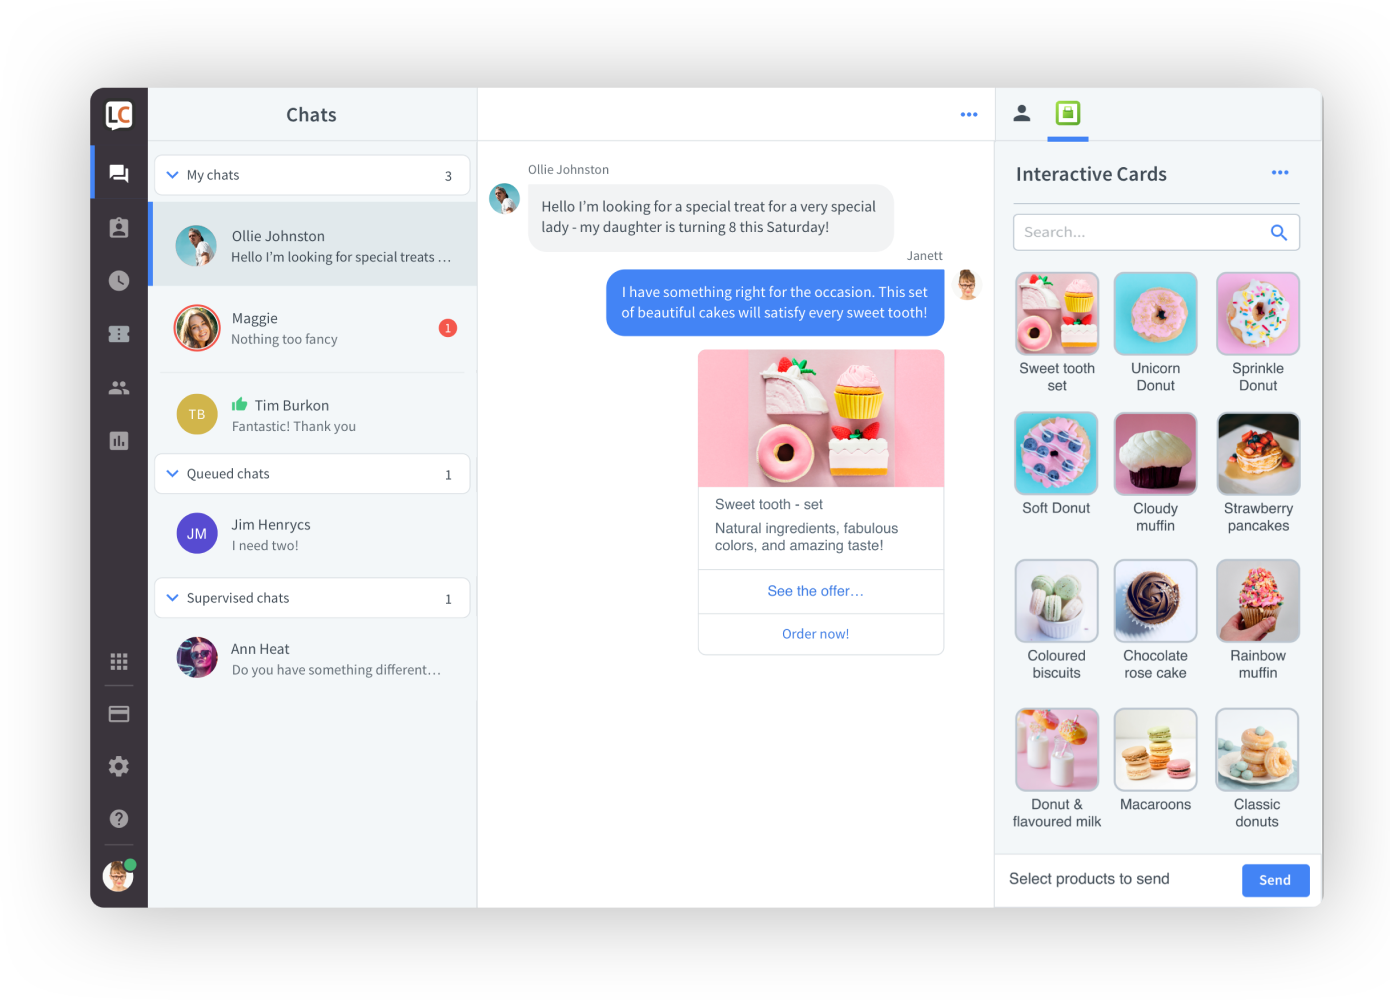 LC
Chats
My chats 3
Ollie Johnston
Hello I'm looking for special treats ...
Maggie
Nothing too fancy
1
TB
Tim Burkon
Fantastic! Thank you
Queued chats 1
JM
Jim Henrycs
I need two!
Supervised chats 1
Ann Heat
Do you have something different...
Ollie Johnston
Hello I'm looking for a special treat for a very special
lady - my daughter is turning 8 this Saturday!
Janett
I have something right for the occasion. This set
of beautiful cakes will satisfy every sweet tooth!
Sweet tooth - set
Natural ingredients, fabulous
colors, and amazing taste!
See the offer...
Order now!
Interactive Cards
Search...
Sweet tooth
set
Unicorn
Donut
Sprinkle
Donut
Soft Donut
Cloudy
muffin
Strawberry
pancakes
Coloured
biscuits
Chocolate
rose cake
Rainbow
muffin
Donut &
flavoured milk
Macaroons
Classic
donuts
Select products to send
Send